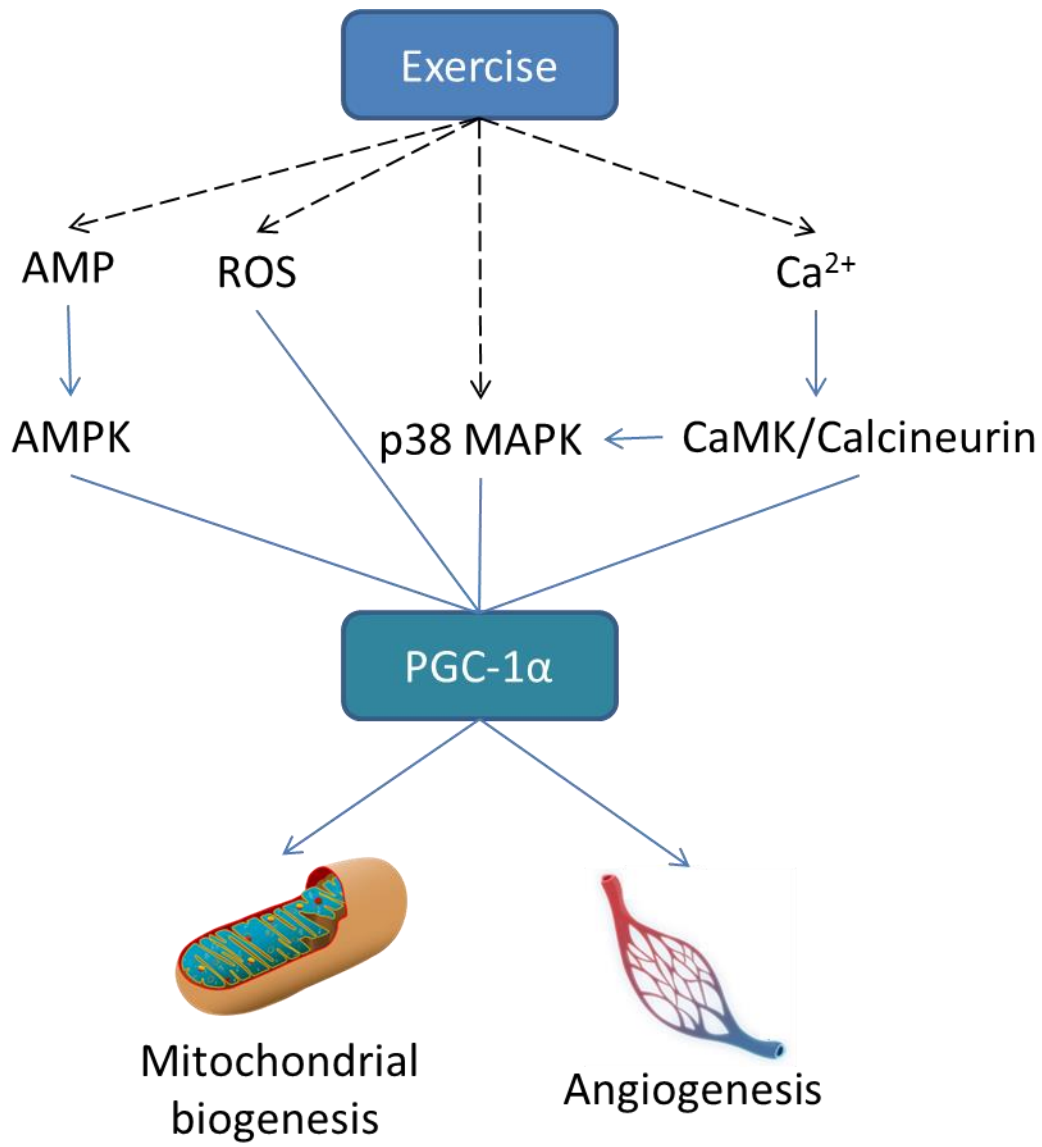 Exercise
AMP
ROS
Ca²⁺
AMPK
p38 MAPK
CaMK/Calcineurin
PGC-1α
Mitochondrial
biogenesis
Angiogenesis